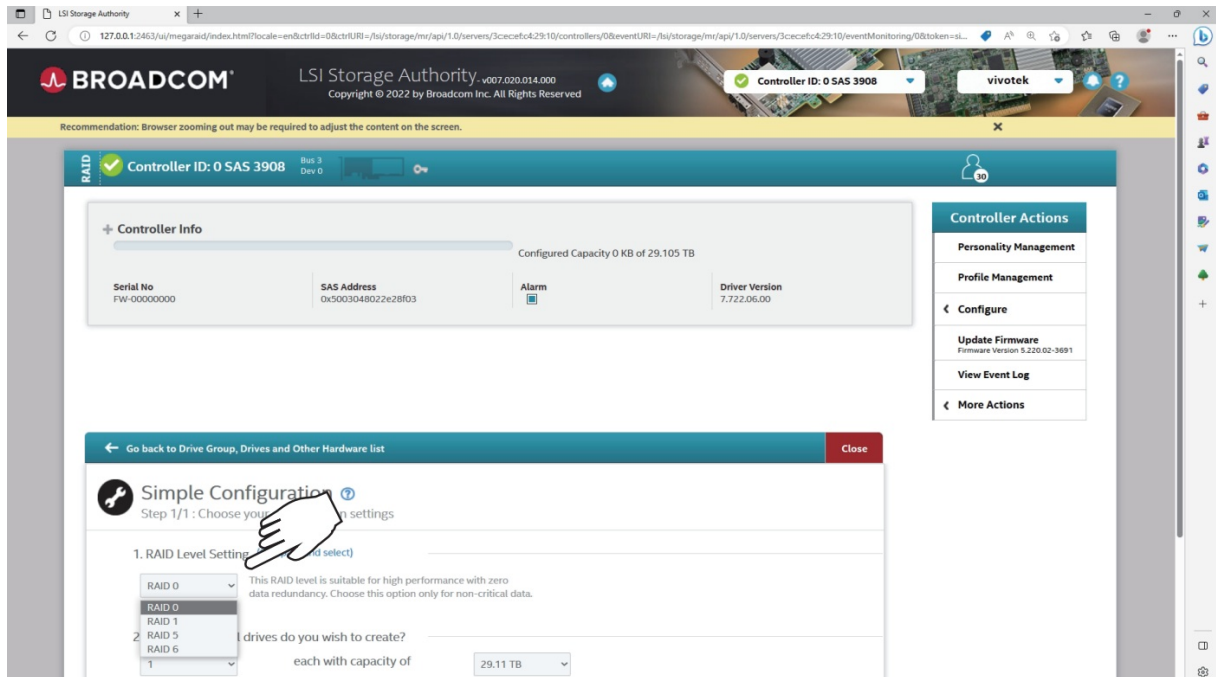 LSI Storage Authority
127.0.0.1:2463/ui/megaraid/index.html?locale=en&ctrlId=0&ctrlURI=/lsi/storage/mr/api/1.0/servers/3cecefc4:29:10/controllers/0&eventURI=/lsi/storage/mr/api/1.0/servers/3cecefc4:29:10/eventMonitoring/0&token=si...
BROADCOM
LSI Storage Authority- v007.020.014.000
Copyright © 2022 by Broadcom Inc. All Rights Reserved
Controller ID: 0 SAS 3908
vivotek
Recommendation: Browser zooming out may be required to adjust the content on the screen.
RAID
Controller ID: 0 SAS 3908
Bus 3
Dev 0
30
Controller Info
Configured Capacity 0 KB of 29.105 TB
Serial No
FW-00000000
SAS Address
0x5003048022e28f03
Alarm
Driver Version
7.722.06.00
Controller Actions
Personality Management
Profile Management
Configure
Update Firmware
Firmware Version 5.220.02-3691
View Event Log
More Actions
Go back to Drive Group, Drives and Other Hardware list
Close
Simple Configuration
Step 1/1 : Choose your n settings
1. RAID Level Setting nd select)
RAID 0
This RAID level is suitable for high performance with zero
data redundancy. Choose this option only for non-critical data.
RAID 0
RAID 1
RAID 5
RAID 6
2 l drives do you wish to create?
1
each with capacity of
29.11 TB